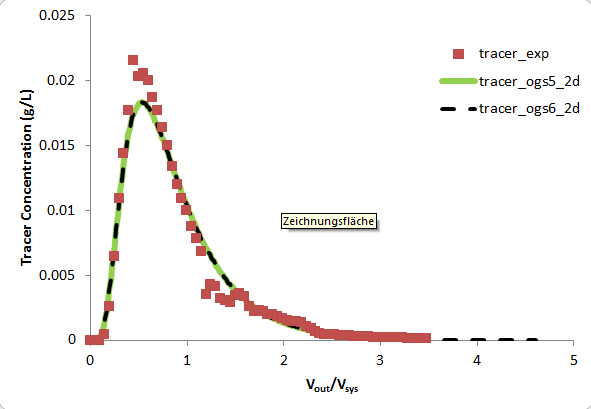 0.025
tracer_exp
0.02
tracer_ogs5_2d
tracer_ogs6_2d
0.015
Tracer Concentration (g/L)
0.01
Zeichnungsfläche
0.005
0
0 1 2 3 4 5
Vout/Vsys